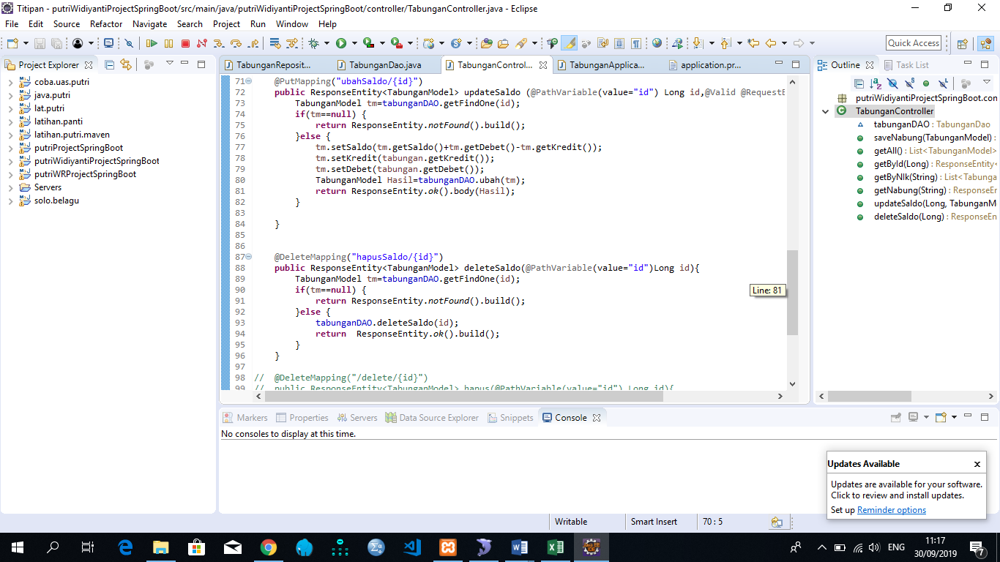 Titipan - putriWidiyantiProjectSpringBoot/src/main/java/putriWidiyantiProjectSpringBoot/controller/TabunganController.java - Eclipse
File Edit Source Refactor Navigate Search Project Run Window Help
Quick Access
Project Explorer
coba.uas.putri
java.putri
lat.putri
latihan.panti
latihan.putri.maven
putriProjectSpringBoot
putriWidiyantiProjectSpringBoot
putriWRProjectSpringBoot
Servers
solo.belagu
TabunganReposit... TabunganDao.java TabunganControl... TabunganApplica... application.pr...
71 @PutMapping("ubahSaldo/{id}")
72 public ResponseEntity<TabunganModel> updateSaldo (@PathVariable(value="id") Long id,@Valid @RequestB
73 TabunganModel tm=tabunganDAO.getFindOne(id);
74 if(tm==null) {
75 return ResponseEntity.notFound().build();
76 }else {
77 tm.setSaldo(tm.getSaldo()+tm.getDebet()-tm.getKredit());
78 tm.setKredit(tabungan.getKredit());
79 tm.setDebet(tabungan.getDebet());
80 TabunganModel Hasil=tabunganDAO.ubah(tm);
81 return ResponseEntity.ok().body(Hasil);
82 }
83
84 }
85
86
87 @DeleteMapping("hapusSaldo/{id}")
88 public ResponseEntity<TabunganModel> deleteSaldo(@PathVariable(value="id")Long id){
89 TabunganModel tm=tabunganDAO.getFindOne(id);
90 if(tm==null) {
91 return ResponseEntity.notFound().build();
92 }else {
93 tabunganDAO.deleteSaldo(id);
94 return  ResponseEntity.ok().build();
95 }
96 }
97
98 // @DeleteMapping("/delete/{id}")
99 // public ResponseEntity<TabunganModel> hapus(@PathVariable(value="id") Long id){
Line: 81
Outline Task List
putriWidiyantiProjectSpringBoot.con
TabunganController
tabunganDAO : TabunganDao
saveNabung(TabunganModel) :
getAll() : List<TabunganModel>
getById(Long) : ResponseEntity<
getByNIk(String) : List<Tabunga
getNabung(String) : ResponseEr
updateSaldo(Long, TabunganM
deleteSaldo(Long) : ResponseEn
Markers Properties Servers Data Source Explorer Snippets Console
No consoles to display at this time.
Updates Available
Updates are available for your software.
Click to review and install updates.
Set up Reminder options
Writable Smart Insert 70 : 5
JAVA EE
IDE
ENG
11:17
30/09/2019
7